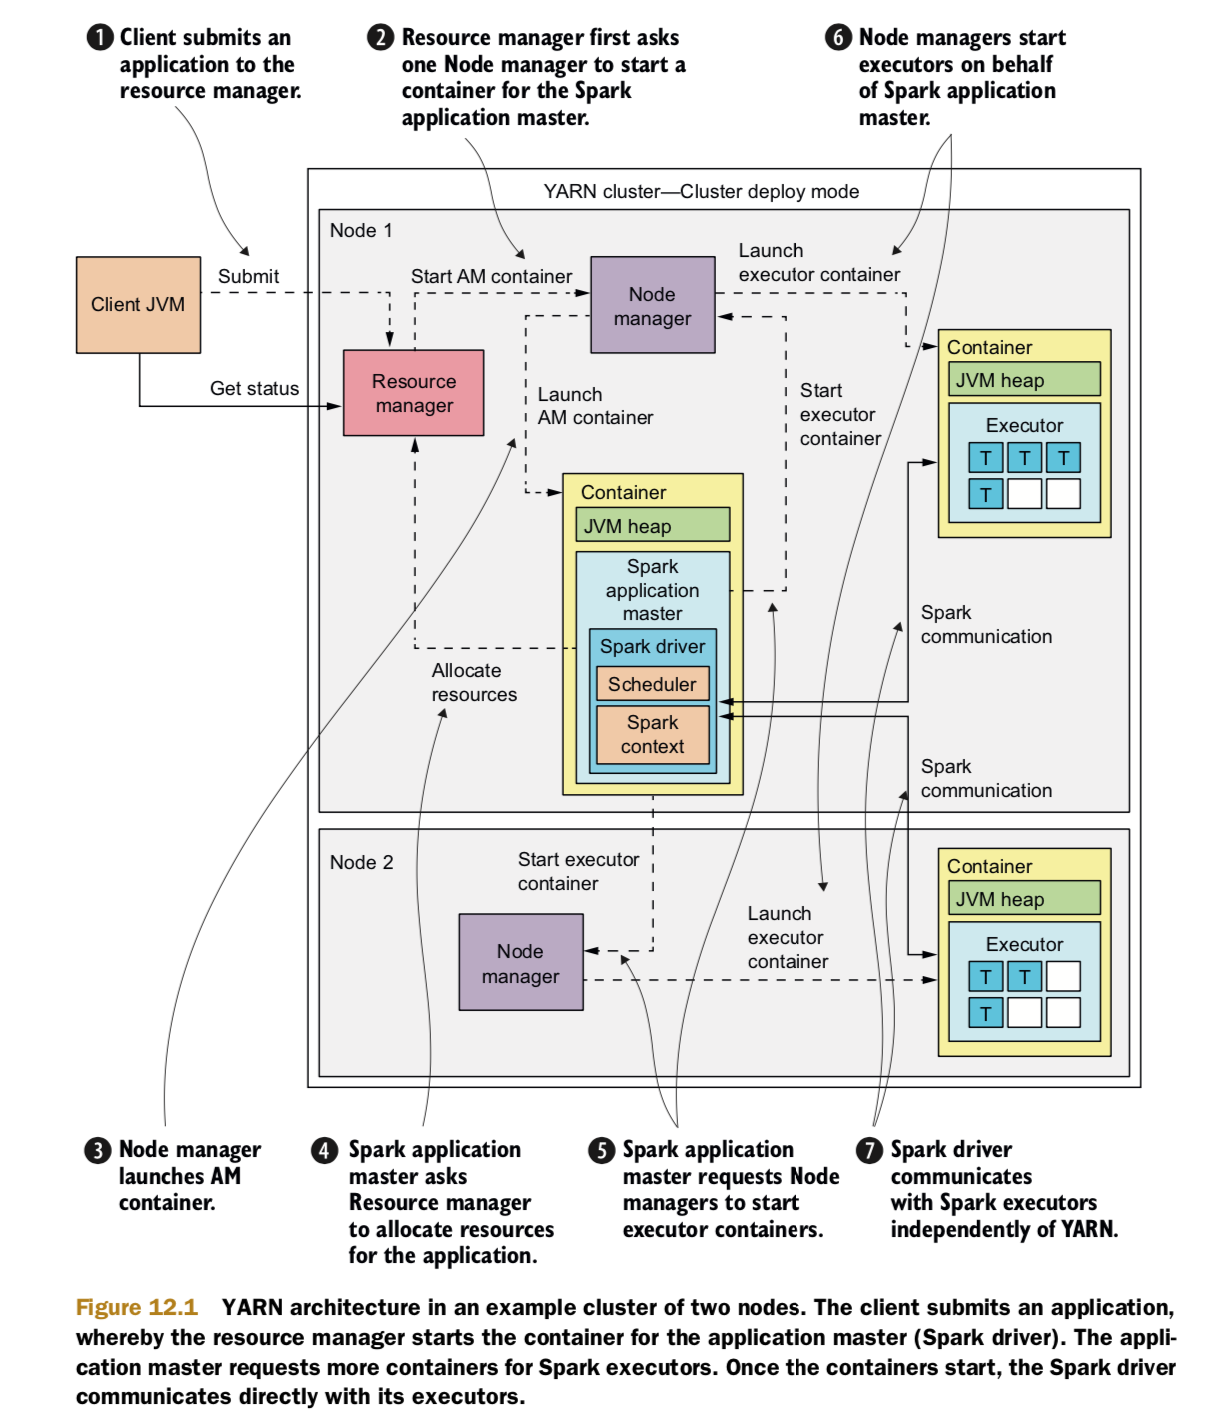 1 Client submits an
application to the
resource manager.
2 Resource manager first asks
one Node manager to start a
container for the Spark
application master.
6 Node managers start
executors on behalf
of Spark application
master.
YARN cluster—Cluster deploy mode
Node 1
Client JVM
Submit
Get status
Resource
manager
Start AM container
Node
manager
Launch
executor container
Launch
AM container
Start
executor
container
Container
JVM heap
Executor
T T T
T
Container
JVM heap
Spark
application
master
Spark driver
Scheduler
Spark
context
Allocate
resources
Spark
communication
Spark
communication
Node 2
Start executor
container
Node
manager
Launch
executor
container
Container
JVM heap
Executor
T T
T
3 Node manager
launches AM
container.
4 Spark application
master asks
Resource manager
to allocate resources
for the application.
5 Spark application
master requests Node
managers to start
executor containers.
7 Spark driver
communicates
with Spark executors
independently of YARN.
Figure 12.1 YARN architecture in an example cluster of two nodes. The client submits an application,
whereby the resource manager starts the container for the application master (Spark driver). The appli-
cation master requests more containers for Spark executors. Once the containers start, the Spark driver
communicates directly with its executors.